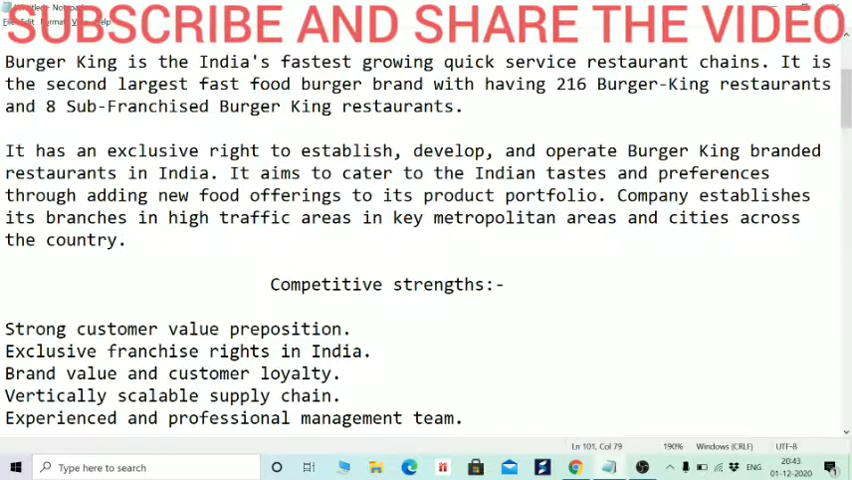 SUBSCRIBE AND SHARE THE VIDEO
Burger King is the India's fastest growing quick service restaurant chains. It is
the second largest fast food burger brand with having 216 Burger-King restaurants
and 8 Sub-Franchised Burger King restaurants.
It has an exclusive right to establish, develop, and operate Burger King branded
restaurants in India. It aims to cater to the Indian tastes and preferences
through adding new food offerings to its product portfolio. Company establishes
its branches in high traffic areas in key metropolitan areas and cities across
the country.
Competitive strengths:-
Strong customer value preposition.
Exclusive franchise rights in India.
Brand value and customer loyalty.
Vertically scalable supply chain.
Experienced and professional management team.
Ln 101, Col 79 190% Windows (CRLF) UTF-8
Type here to search ENG 20:43
01-12-2020